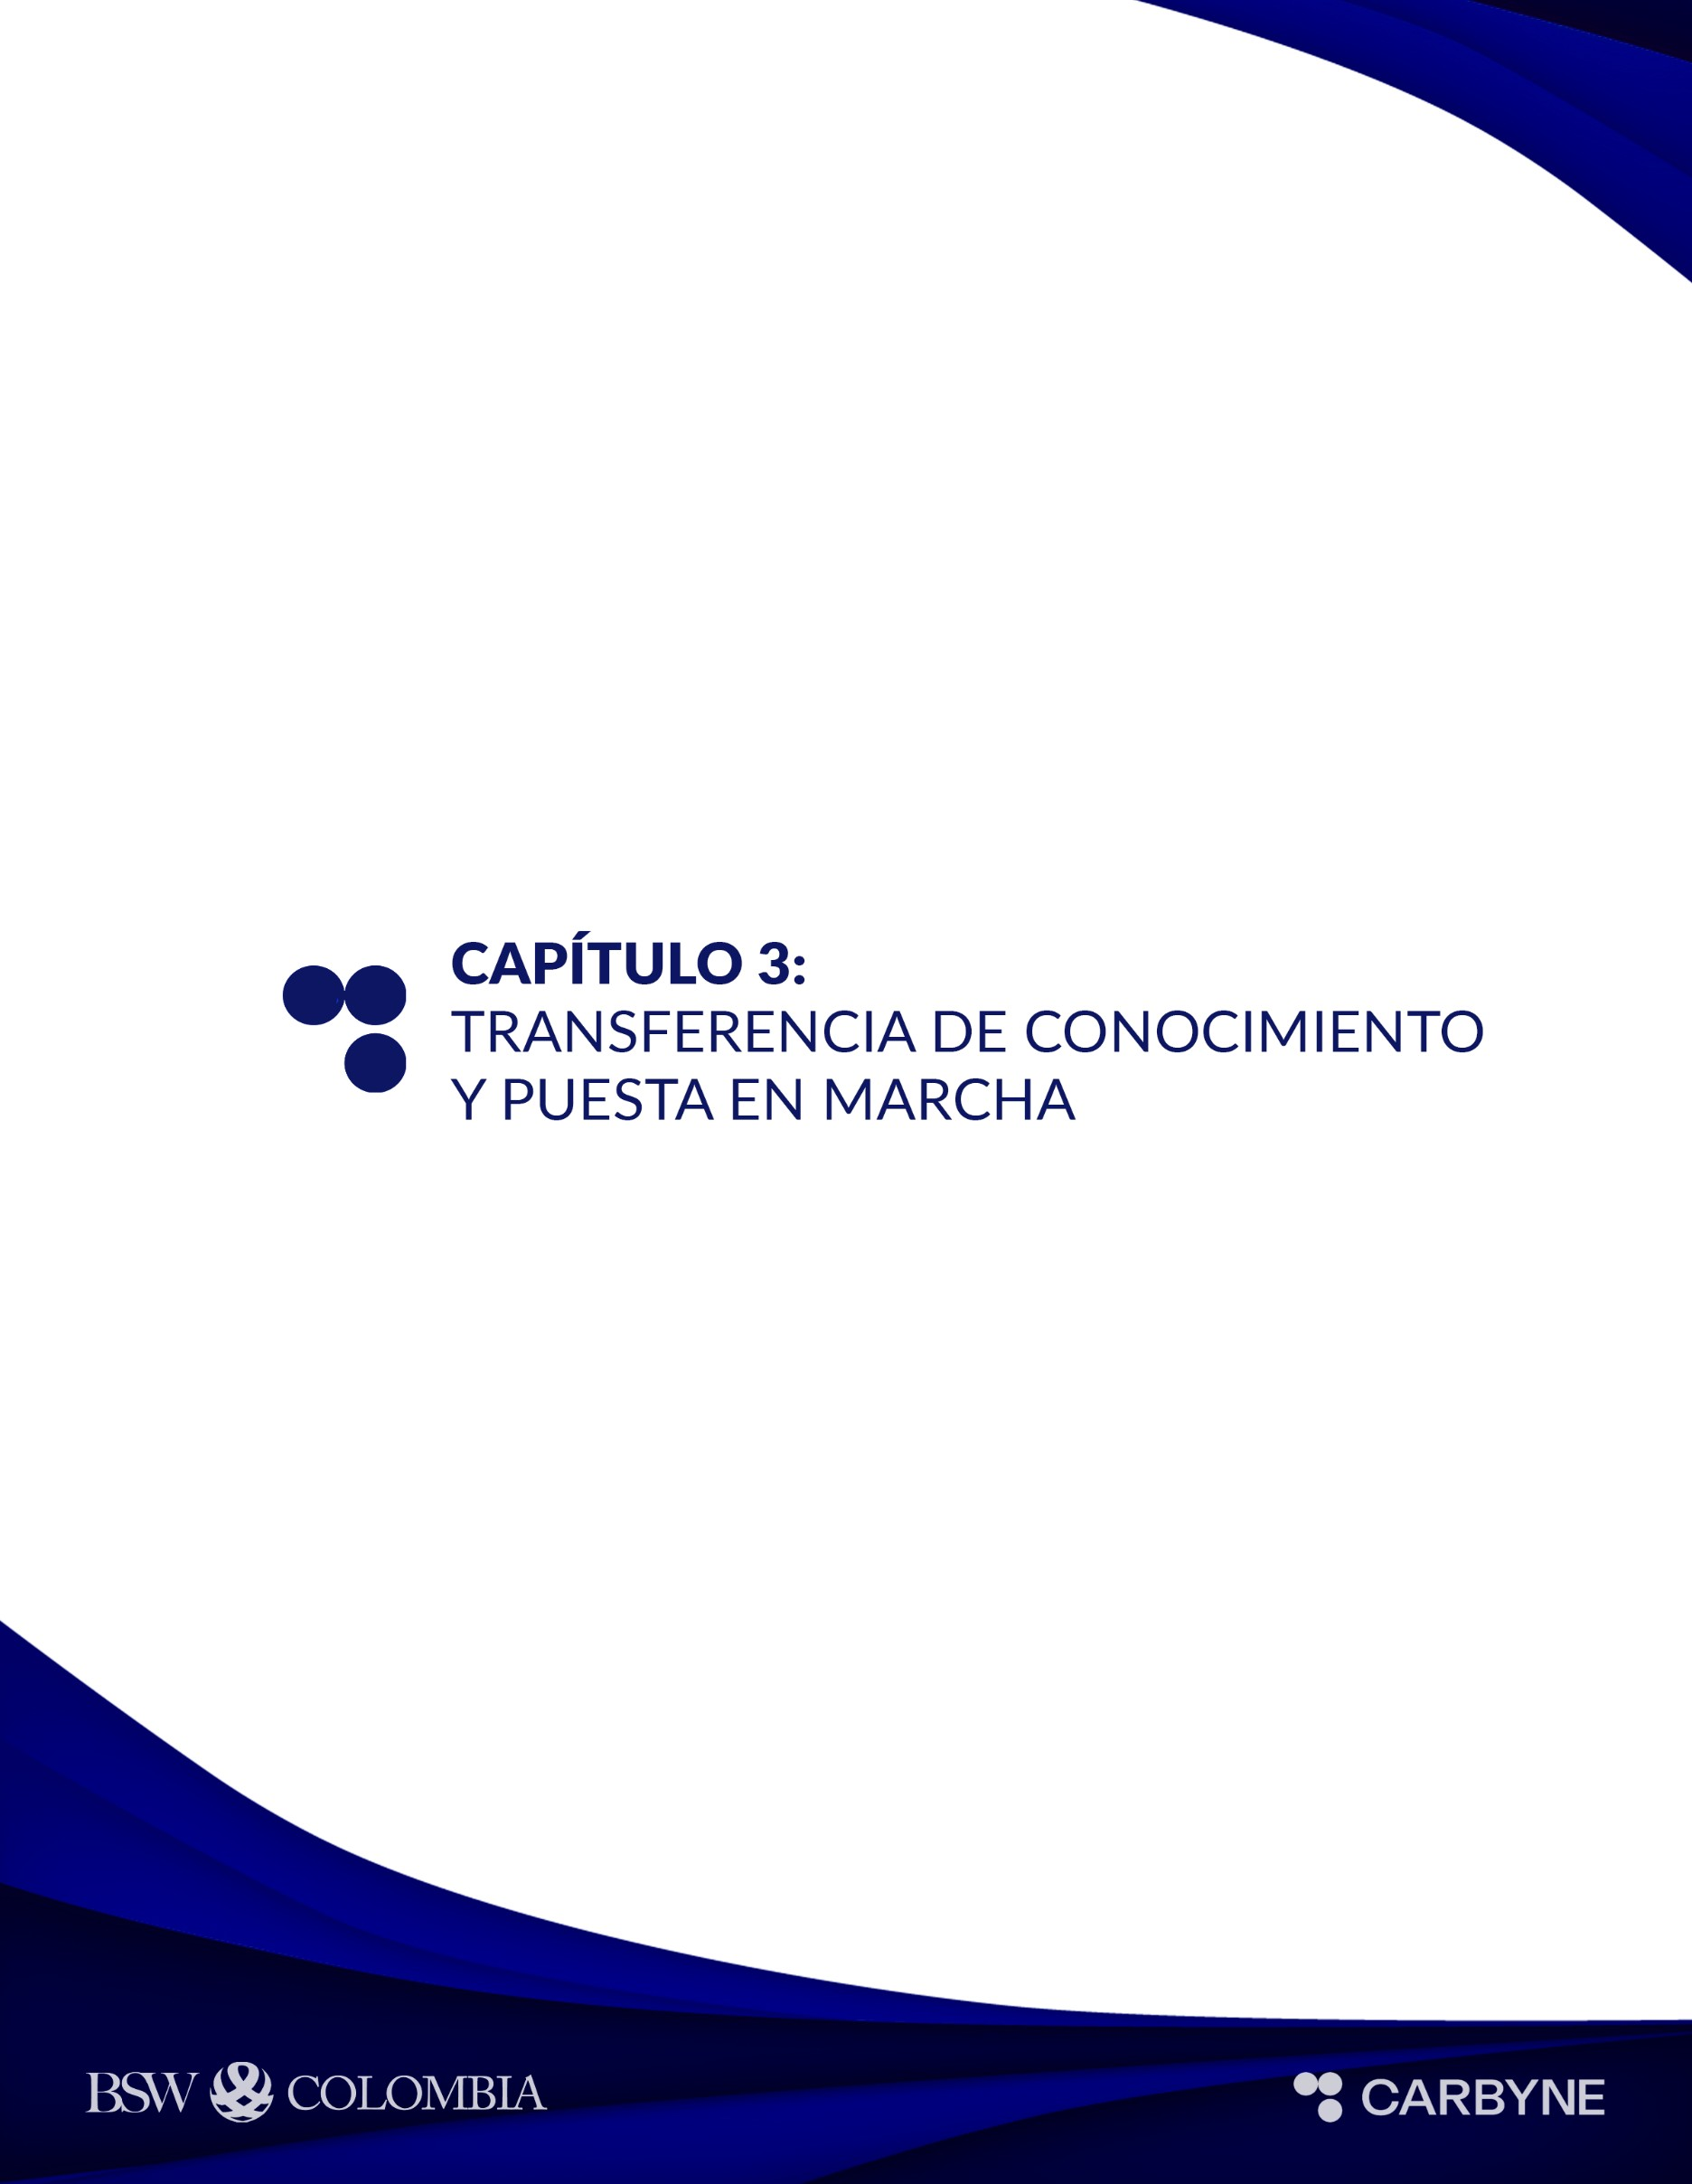 CAPÍTULO 3:
TRANSFERENCIA DE CONOCIMIENTO
Y PUESTA EN MARCHA
BSW COLOMBIA
CARBYNE